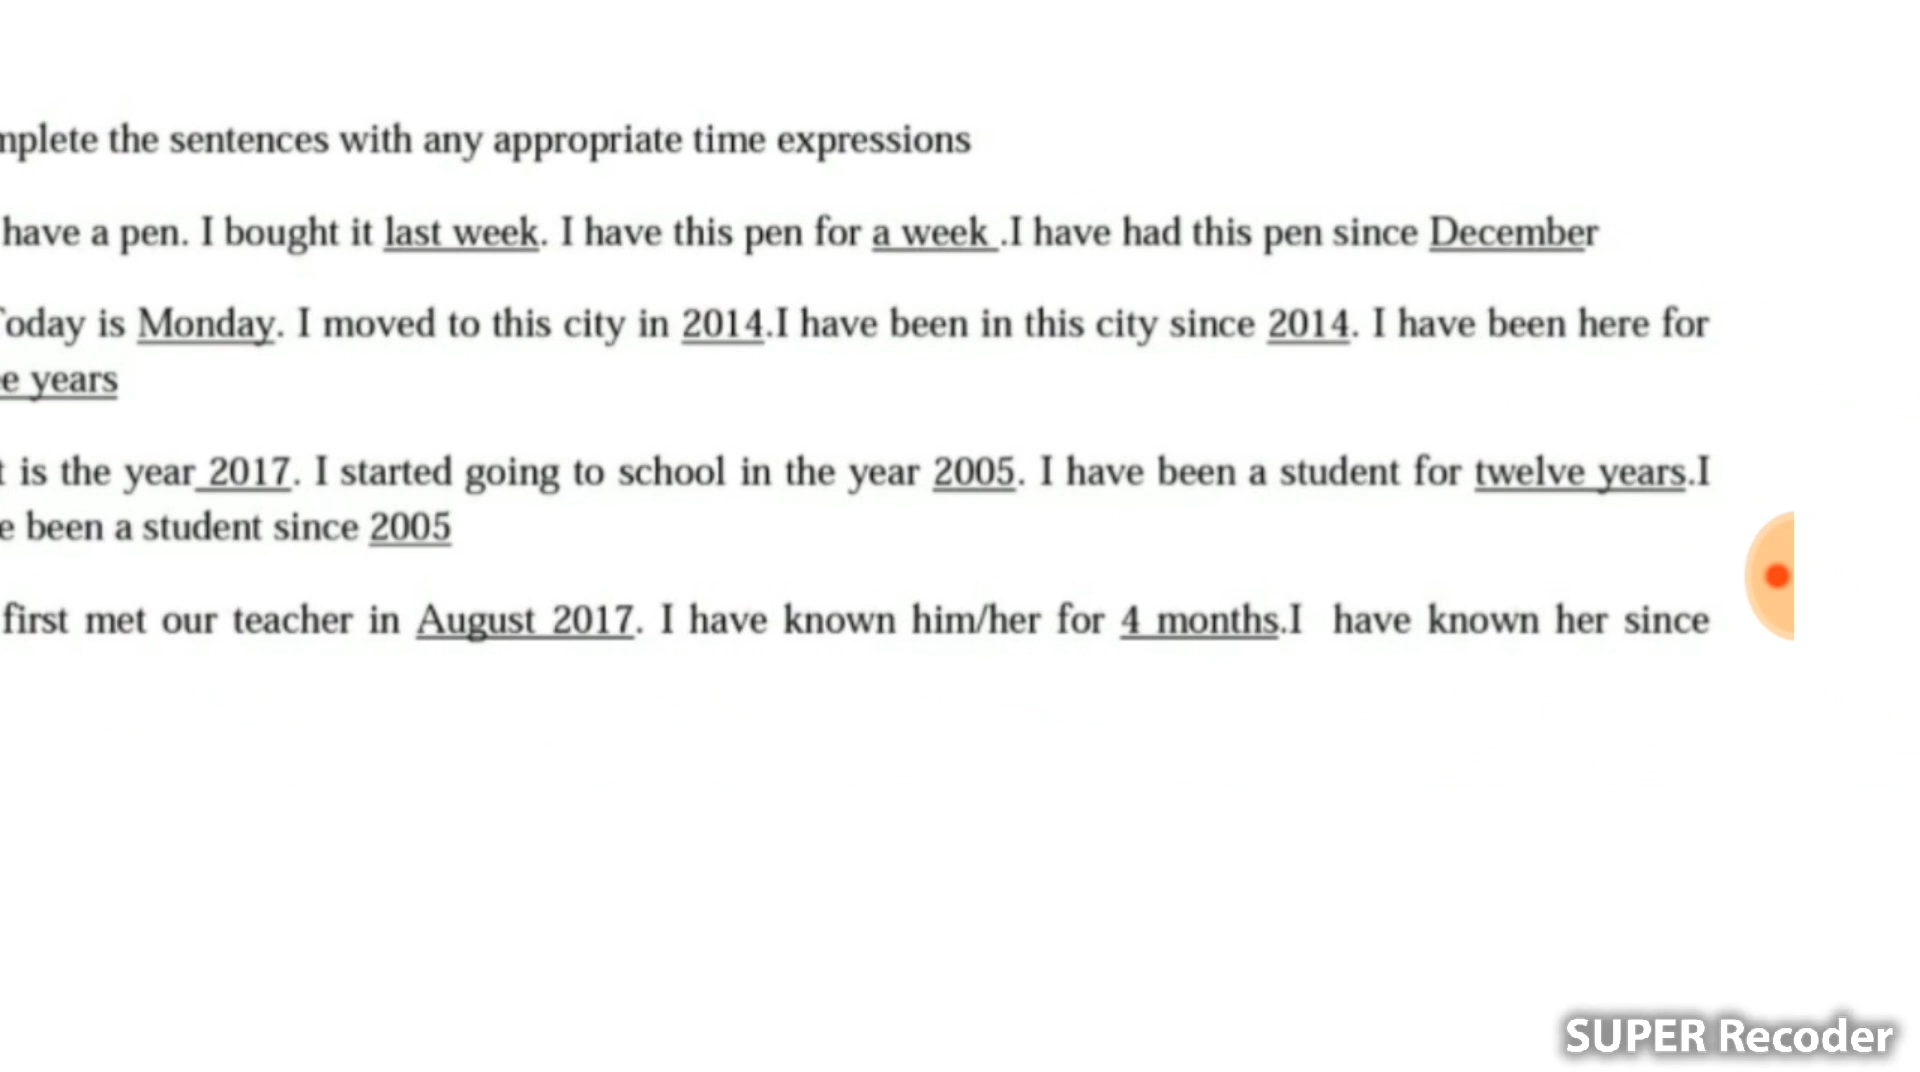 mplete the sentences with any appropriate time expressions
have a pen. I bought it last week. I have this pen for a week .I have had this pen since December
oday is Monday. I moved to this city in 2014.I have been in this city since 2014. I have been here for
e years
t is the year 2017. I started going to school in the year 2005. I have been a student for twelve years.I
e been a student since 2005
first met our teacher in August 2017. I have known him/her for 4 months.I have known her since
SUPER Recoder